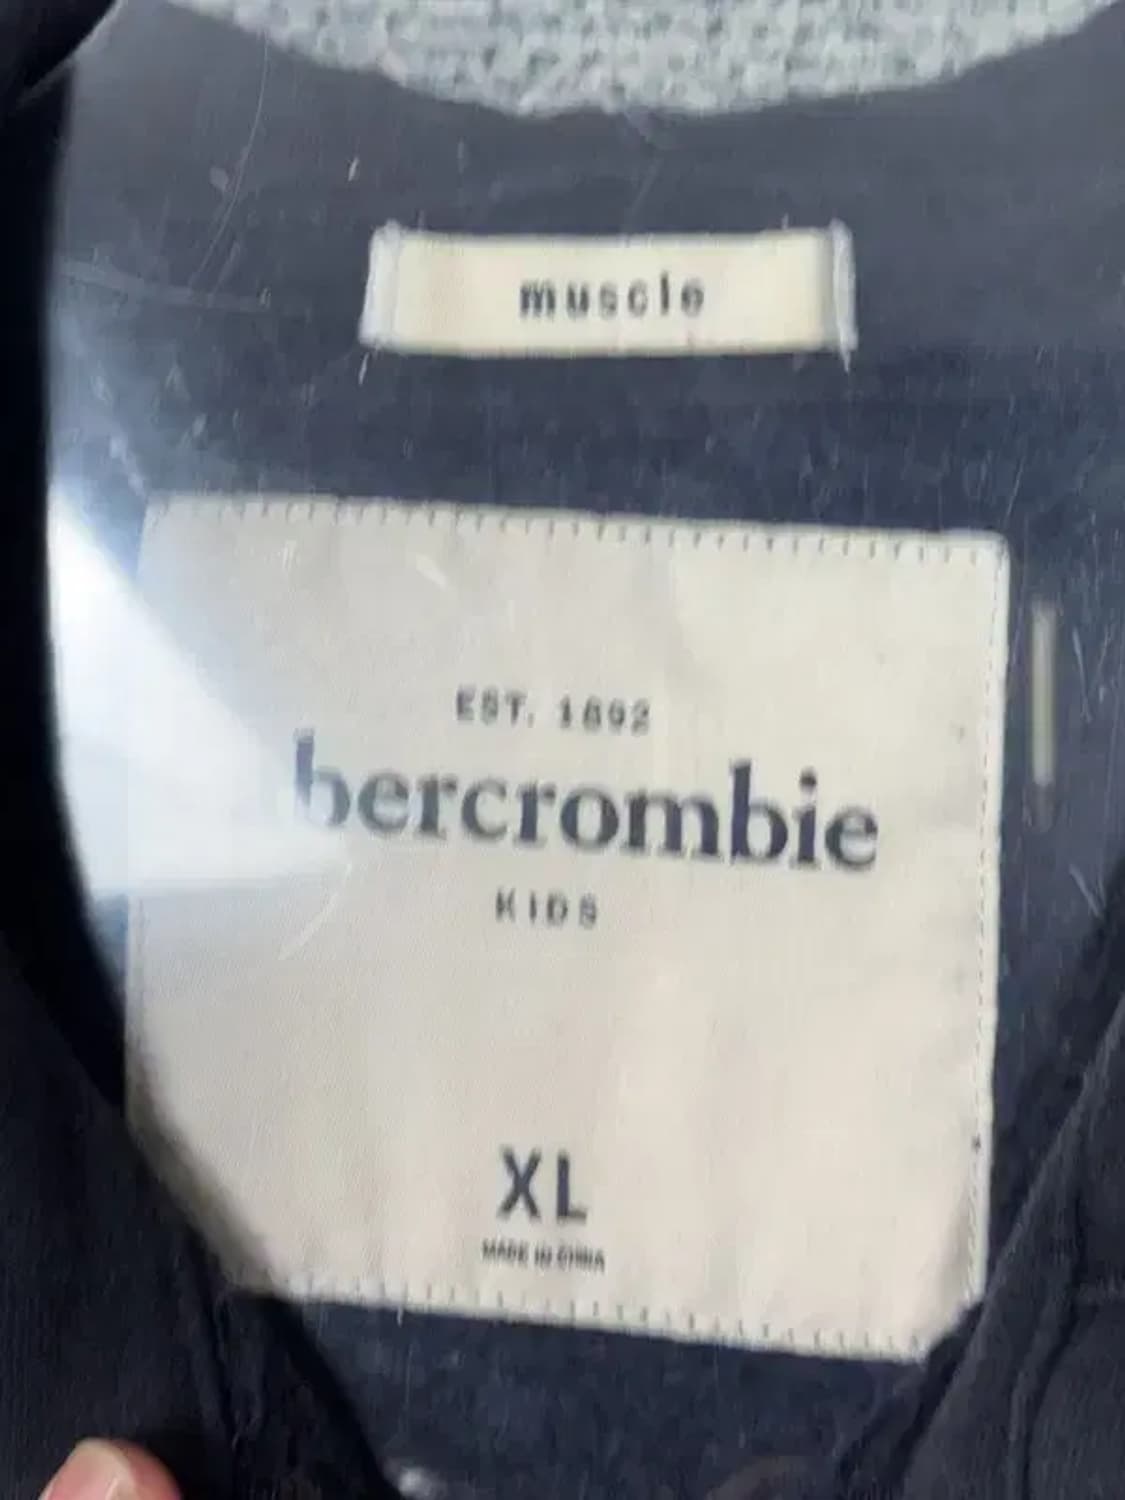 muscle
EST. 1892
bercrombie
KIDS
XL
MADE IN CHINA